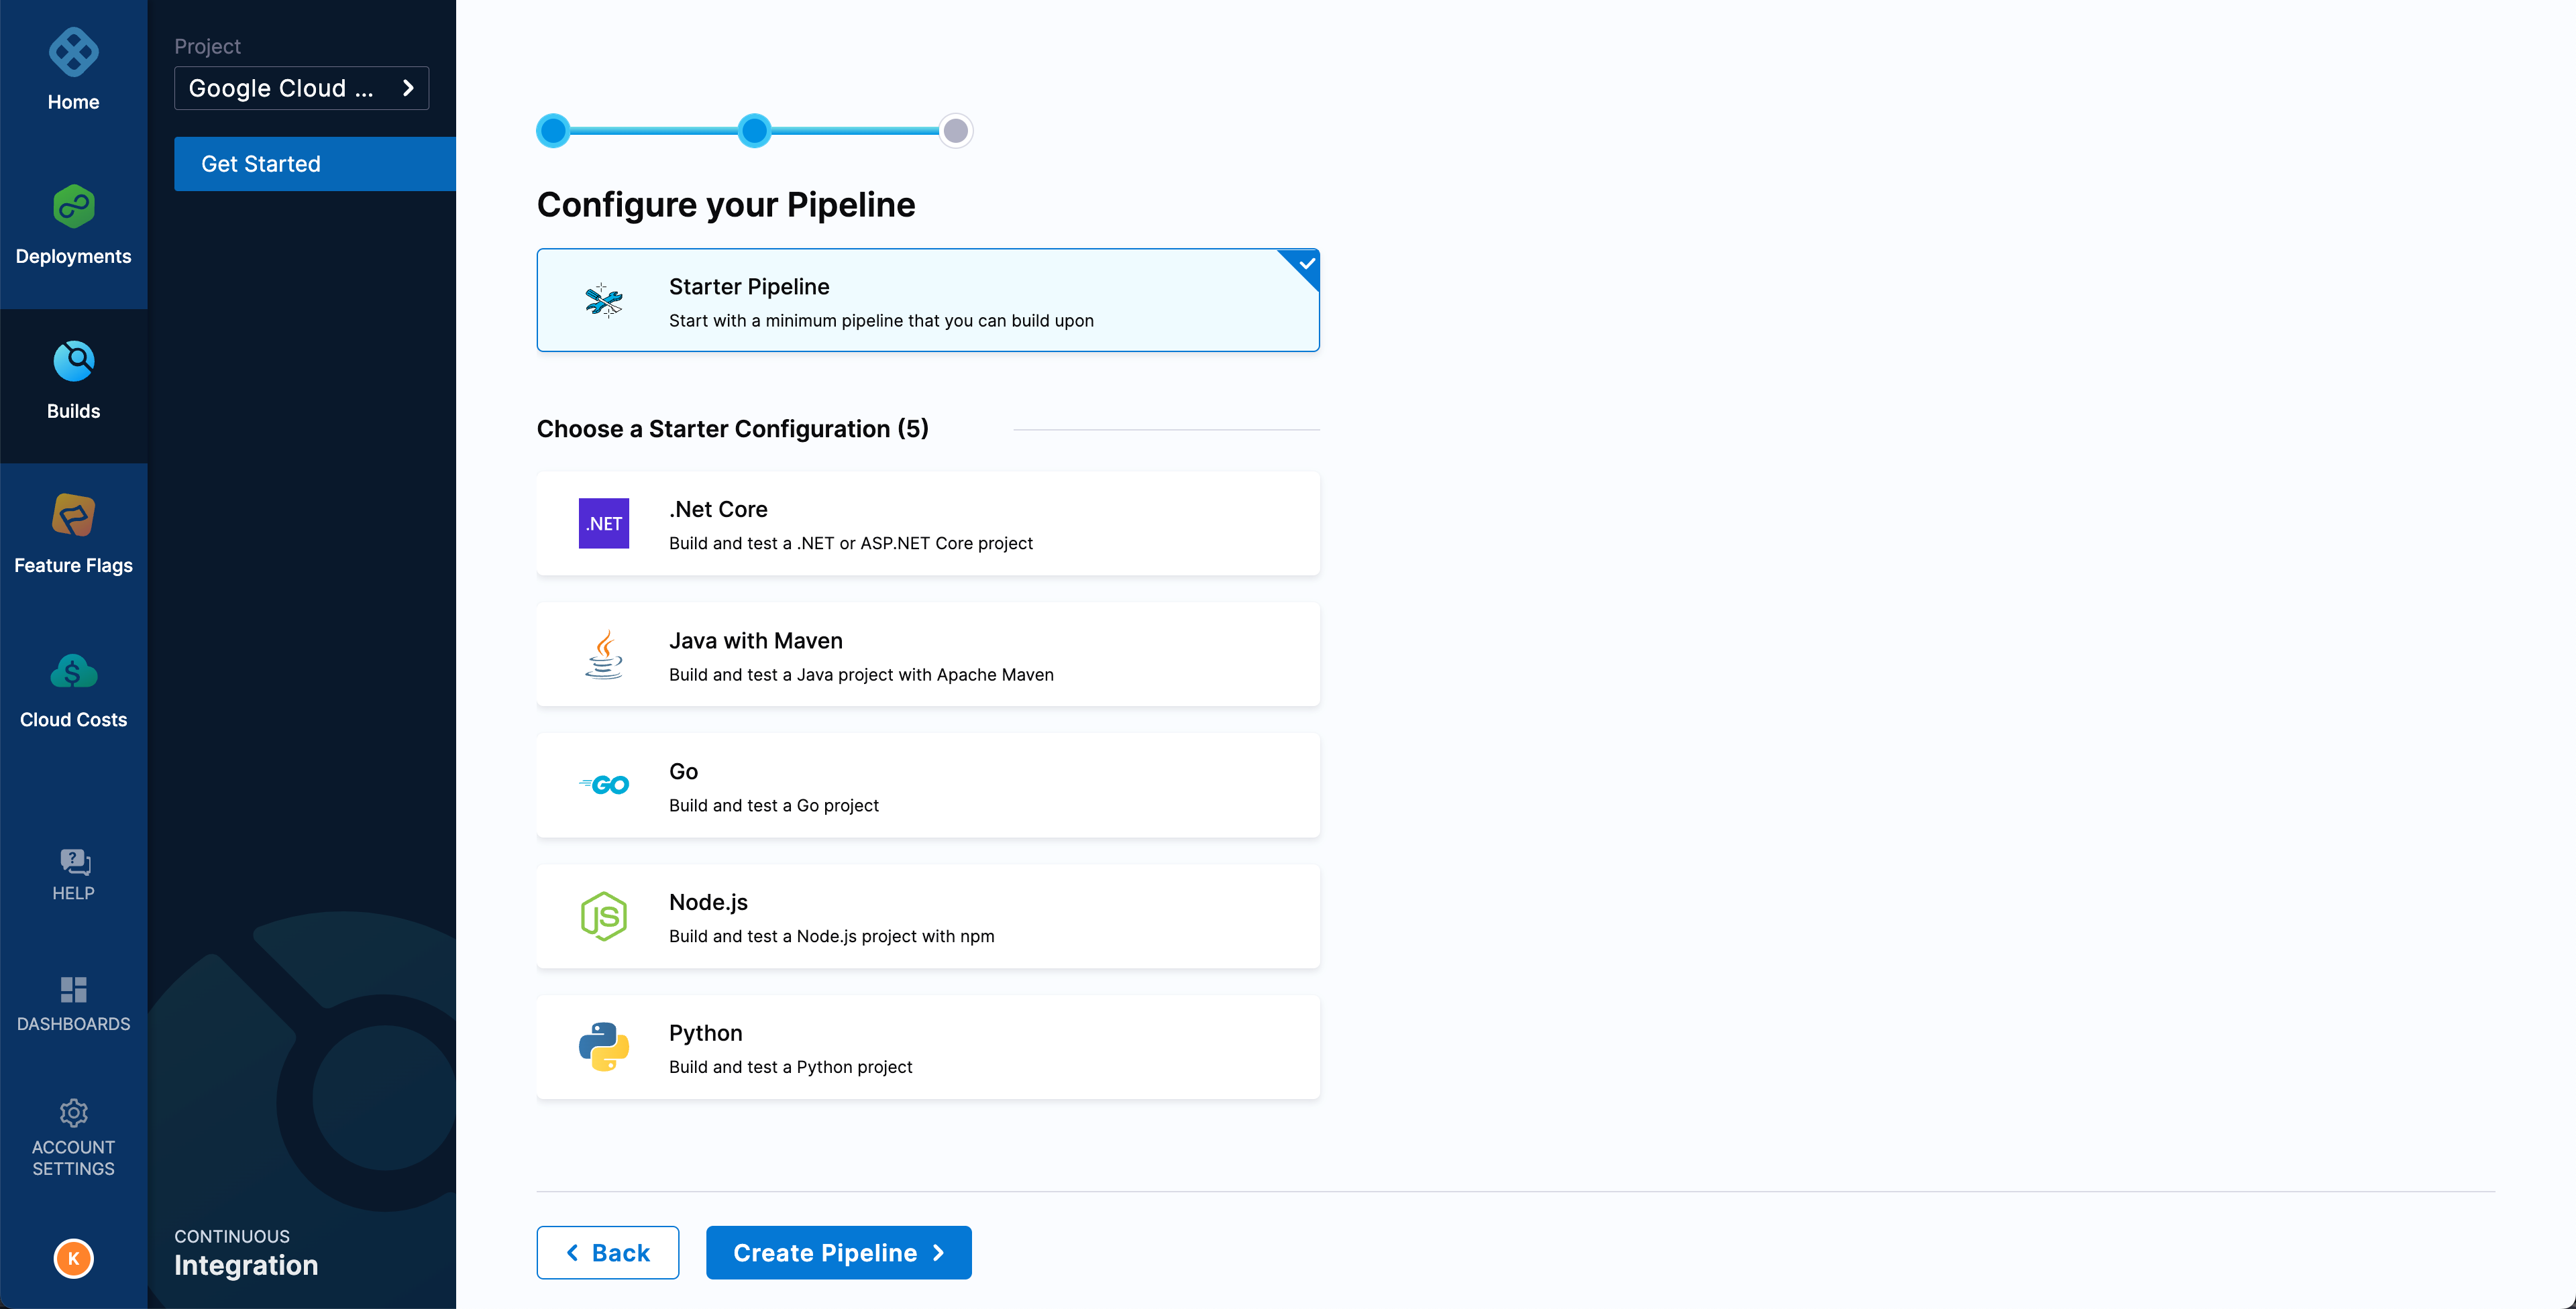 Home
Deployments
Builds
Feature Flags
Cloud Costs
HELP
DASHBOARDS
ACCOUNT
SETTINGS
K
Project
Google Cloud ...
Get Started
CONTINUOUS
Integration
Configure your Pipeline
Starter Pipeline
Start with a minimum pipeline that you can build upon
Choose a Starter Configuration (5)
.NET
.Net Core
Build and test a .NET or ASP.NET Core project
Java with Maven
Build and test a Java project with Apache Maven
GO
Go
Build and test a Go project
JS
Node.js
Build and test a Node.js project with npm
Python
Build and test a Python project
Back
Create Pipeline